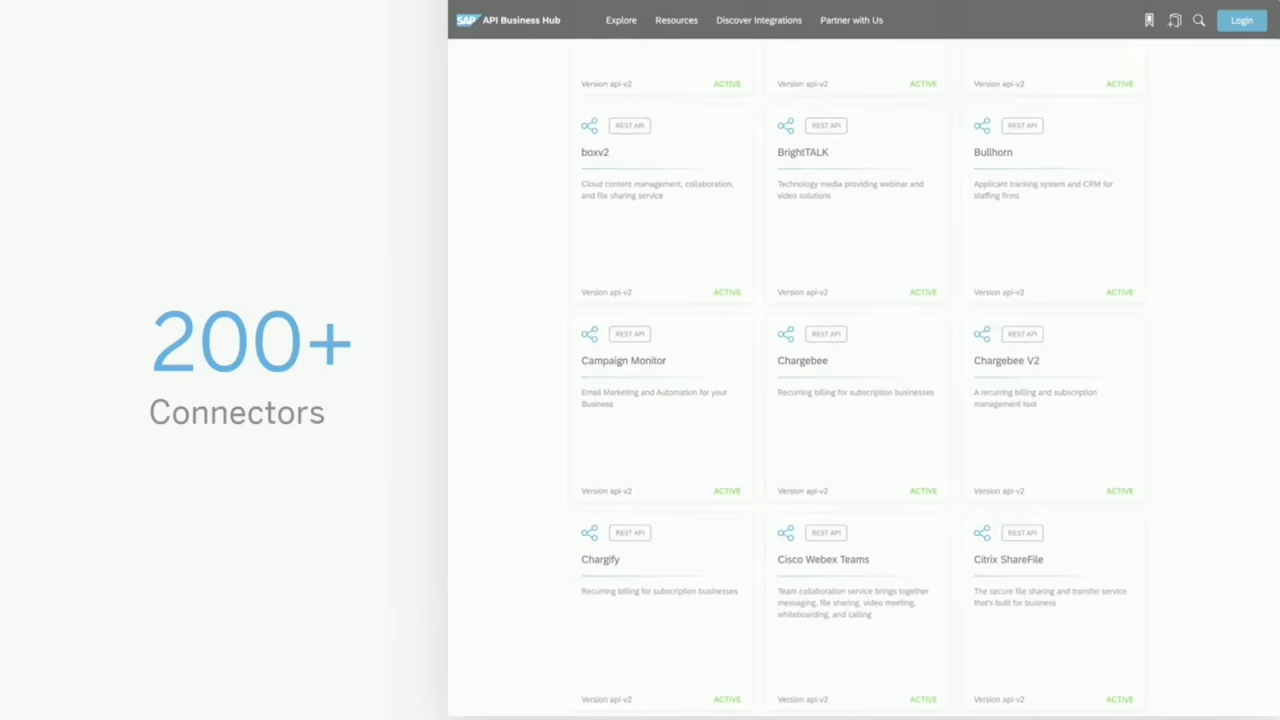 SAP API Business Hub Explore Resources Discover Integrations Partner with Us Login
Version api-v2 ACTIVE Version api-v2 ACTIVE Version api-v2 ACTIVE
REST API REST API REST API
boxv2 BrightTALK Bullhorn
Cloud content management, collaboration, Technology media providing webinar and Applicant tracking system and CRM for
and file sharing service video solutions staffing firms
Version api-v2 ACTIVE Version api-v2 ACTIVE Version api-v2 ACTIVE
200+
Connectors
REST API REST API REST API
Campaign Monitor Chargebee Chargebee V2
Email Marketing and Automation for your Recurring billing for subscription businesses A recurring billing and subscription
Business management tool
Version api-v2 ACTIVE Version api-v2 ACTIVE Version api-v2 ACTIVE
REST API REST API REST API
Chargify Cisco Webex Teams Citrix ShareFile
Recurring billing for subscription businesses Team collaboration service brings together The secure file sharing and transfer service
messaging, file sharing, video meeting, that's built for business
whiteboarding, and calling
Version api-v2 ACTIVE Version api-v2 ACTIVE Version api-v2 ACTIVE